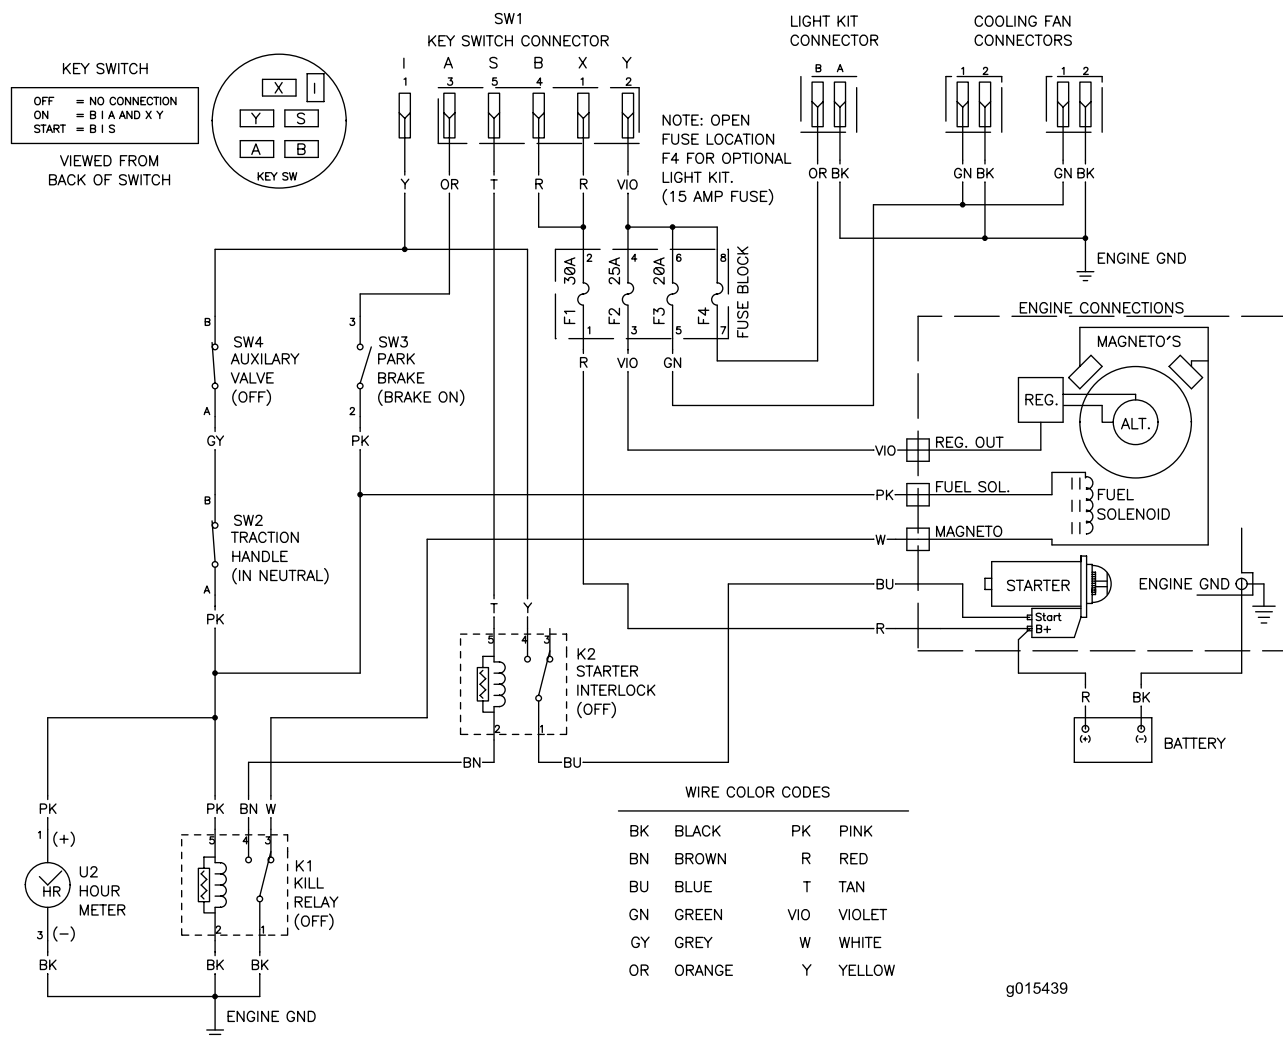 SW1
KEY SWITCH CONNECTOR
I A S B X Y
1 3 5 4 1 2
Y OR T R R VIO
KEY SWITCH
OFF = NO CONNECTION
ON = B I A AND X Y
START = B I S
VIEWED FROM
BACK OF SWITCH
X I
Y S
A B
KEY SW
NOTE: OPEN
FUSE LOCATION
F4 FOR OPTIONAL
LIGHT KIT.
(15 AMP FUSE)
LIGHT KIT
CONNECTOR
B A
OR BK
COOLING FAN
CONNECTORS
1 2
1 2
GN BK
GN BK
ENGINE GND
2 4 6 8
30A 25A 20A
F1 F2 F3 F4
1 3 5 7
FUSE BLOCK
R VIO GN
B
SW4
AUXILARY
VALVE
(OFF)
A
GY
3
SW3
PARK
BRAKE
(BRAKE ON)
2
PK
B
SW2
TRACTION
HANDLE
(IN NEUTRAL)
A
PK
ENGINE CONNECTIONS
MAGNETO'S
REG.
ALT.
VIO REG. OUT
PK FUEL SOL.
FUEL
SOLENOID
W MAGNETO
BU
STARTER
ENGINE GND
Start
B+
R
R BK
(+) (-)
BATTERY
T Y
5 4 3
K2
STARTER
INTERLOCK
(OFF)
2 1
BN BU
PK
1 (+)
HR
U2
HOUR
METER
3 (-)
BK
PK BN W
5 4 3
K1
KILL
RELAY
(OFF)
2 1
BK BK
ENGINE GND
WIRE COLOR CODES
BK BLACK PK PINK
BN BROWN R RED
BU BLUE T TAN
GN GREEN VIO VIOLET
GY GREY W WHITE
OR ORANGE Y YELLOW
g015439